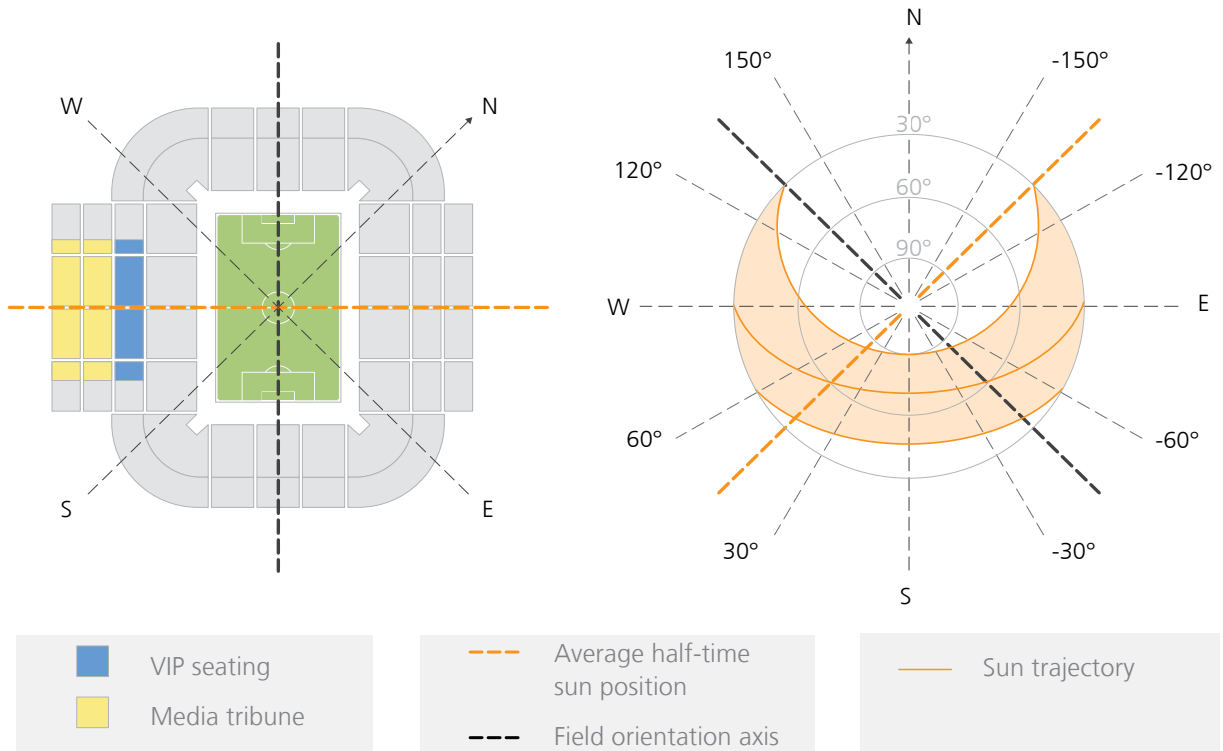 W
N
S
E
N
150°
-150°
30°
120°
60°
-120°
90°
W
E
60°
-60°
30°
-30°
S
VIP seating
Media tribune
Average half-time
sun position
Field orientation axis
Sun trajectory